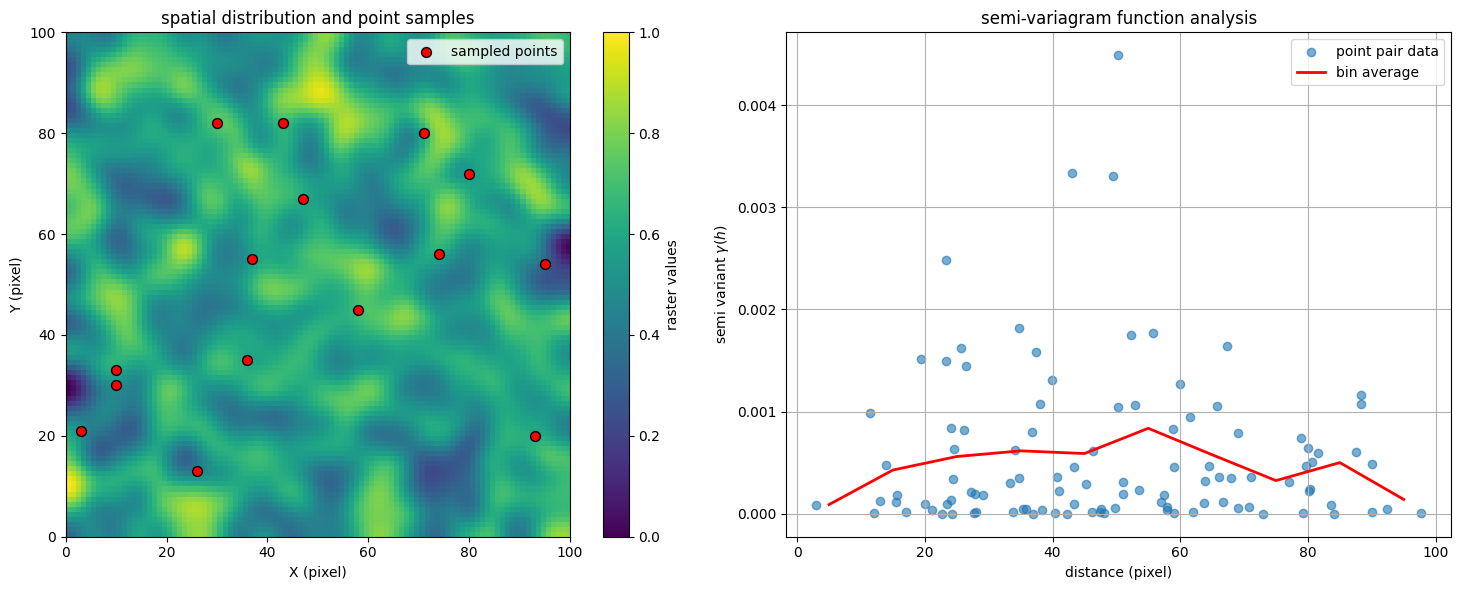 spatial distribution and point samples
sampled points
100
80
60
40
20
0
Y (pixel)
0 20 40 60 80 100
X (pixel)
1.0
0.8
0.6
0.4
0.2
0.0
raster values
semi-variagram function analysis
point pair data
bin average
0.004
0.003
0.002
0.001
0.000
semi variant γ(h)
0 20 40 60 80 100
distance (pixel)